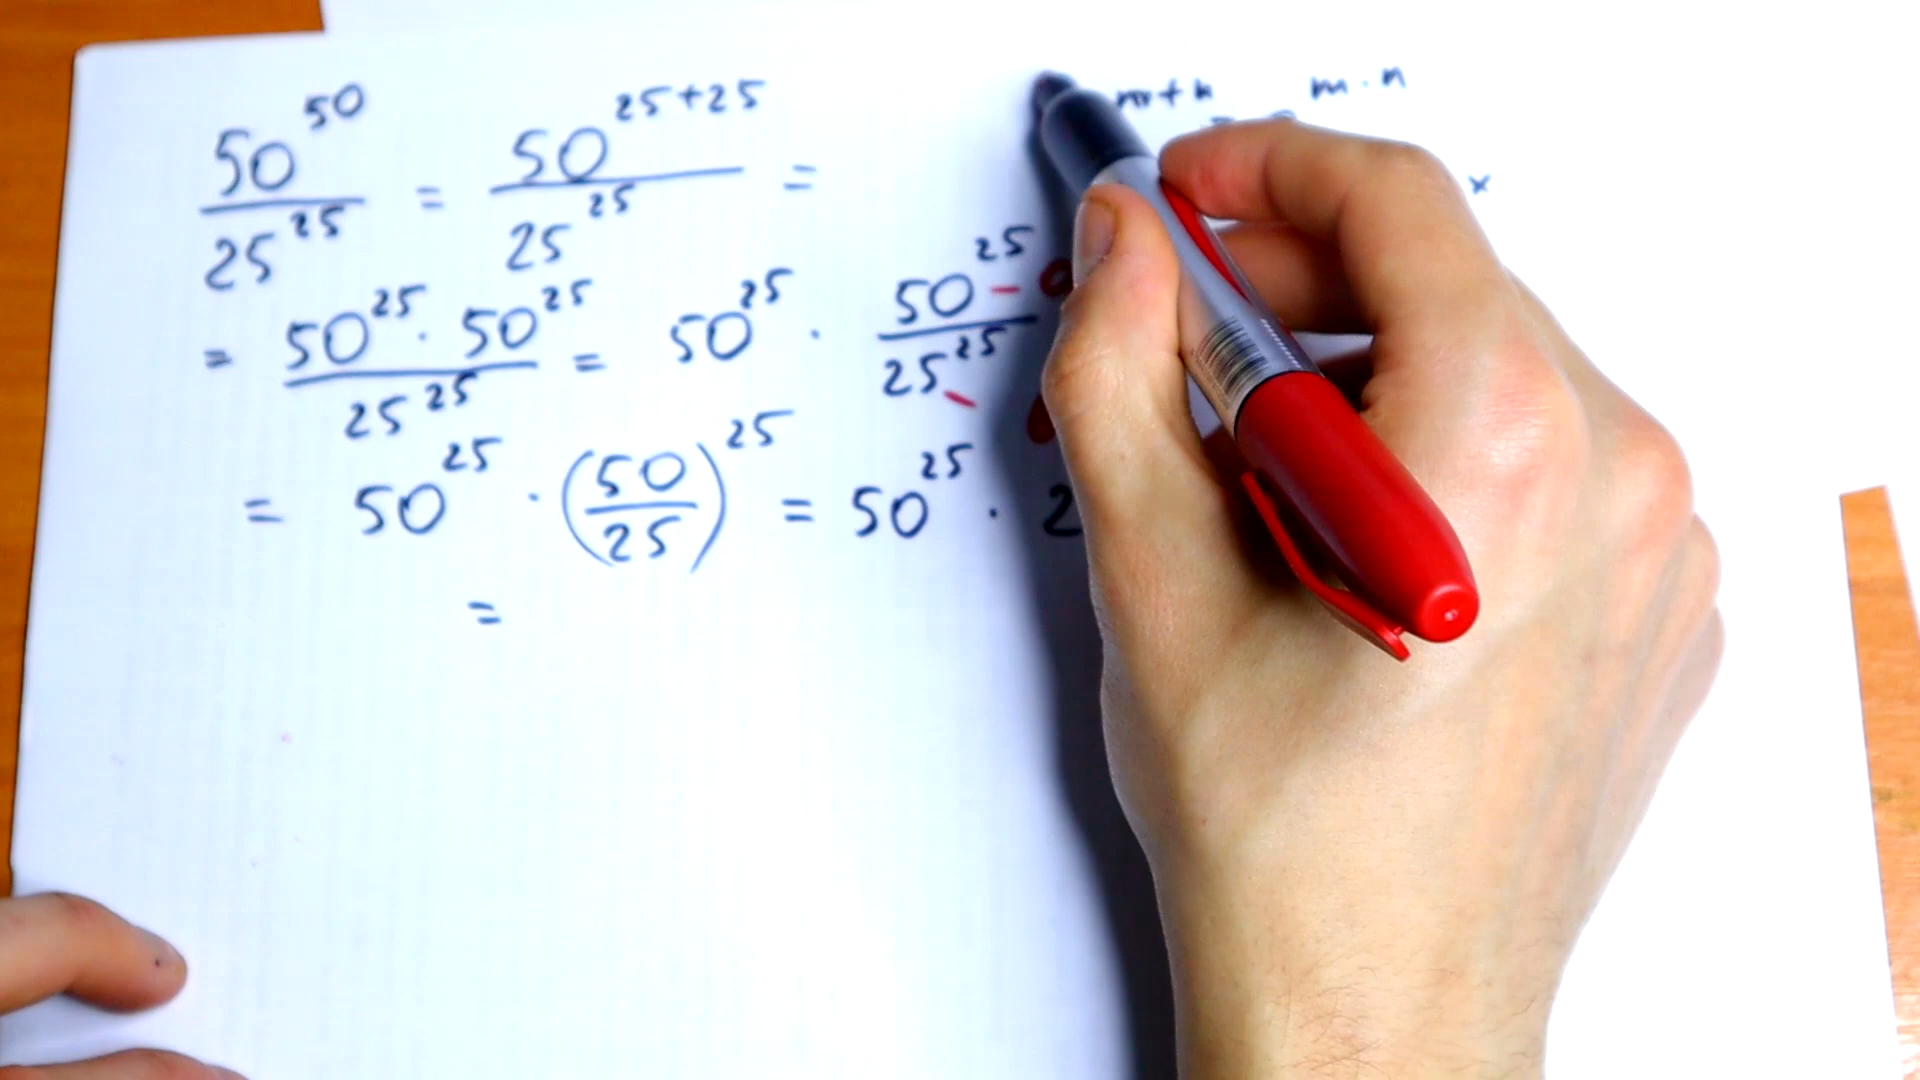 50^50 / 25^25 = 50^(25+25) / 25^25 =
= 50^25 · 50^25 / 25^25 = 50^25 · 50^25 / 25^25
= 50^25 · (50/25)^25 = 50^25 · 2
=
m+n m·n
x